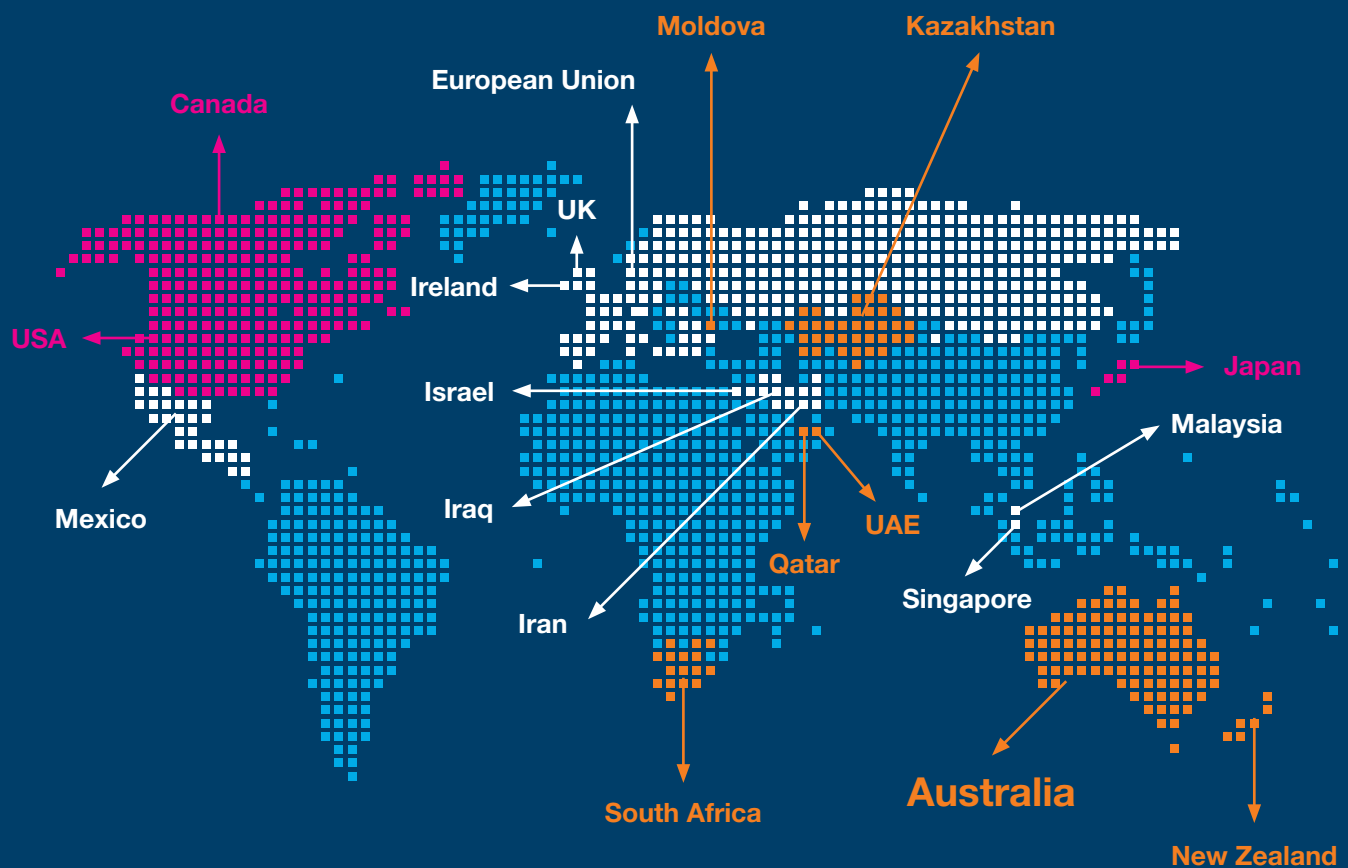 Moldova
Kazakhstan
European Union
Canada
UK
Ireland
USA
Israel
Japan
Malaysia
Iraq
Mexico
UAE
Qatar
Singapore
Iran
Australia
South Africa
New Zealand